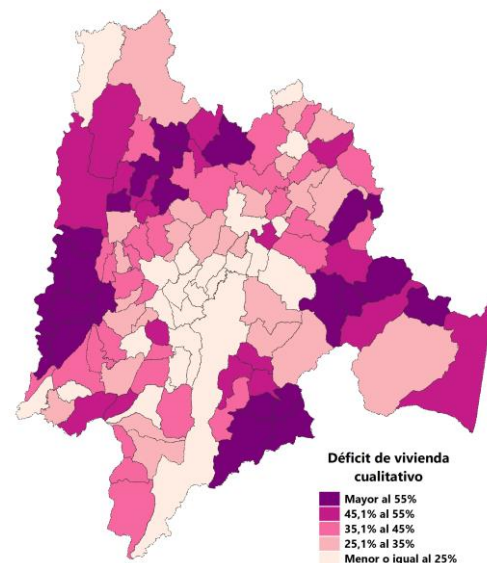 Déficit de vivienda
cualitativo
Mayor al 55%
45,1% al 55%
35,1% al 45%
25,1% al 35%
Menor o igual al 25%